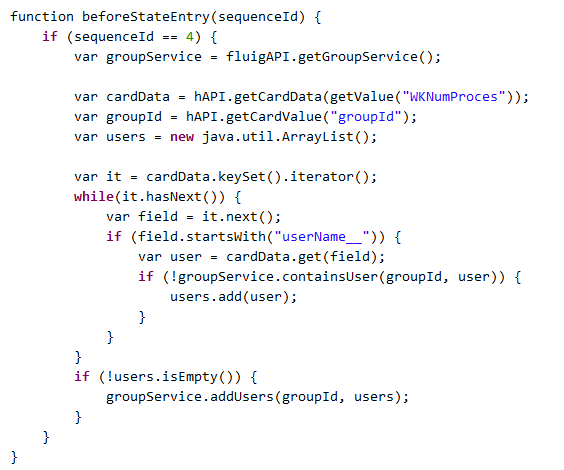 function beforeStateEntry(sequenceId) {
    if (sequenceId == 4) {
        var groupService = fluigAPI.getGroupService();

        var cardData = hAPI.getCardData(getValue("WKNumProces"));
        var groupId = hAPI.getCardValue("groupId");
        var users = new java.util.ArrayList();

        var it = cardData.keySet().iterator();
        while(it.hasNext()) {
            var field = it.next();
            if (field.startsWith("userName__")) {
                var user = cardData.get(field);
                if (!groupService.containsUser(groupId, user)) {
                    users.add(user);
                }
            }
        }
        if (!users.isEmpty()) {
            groupService.addUsers(groupId, users);
        }
    }
}